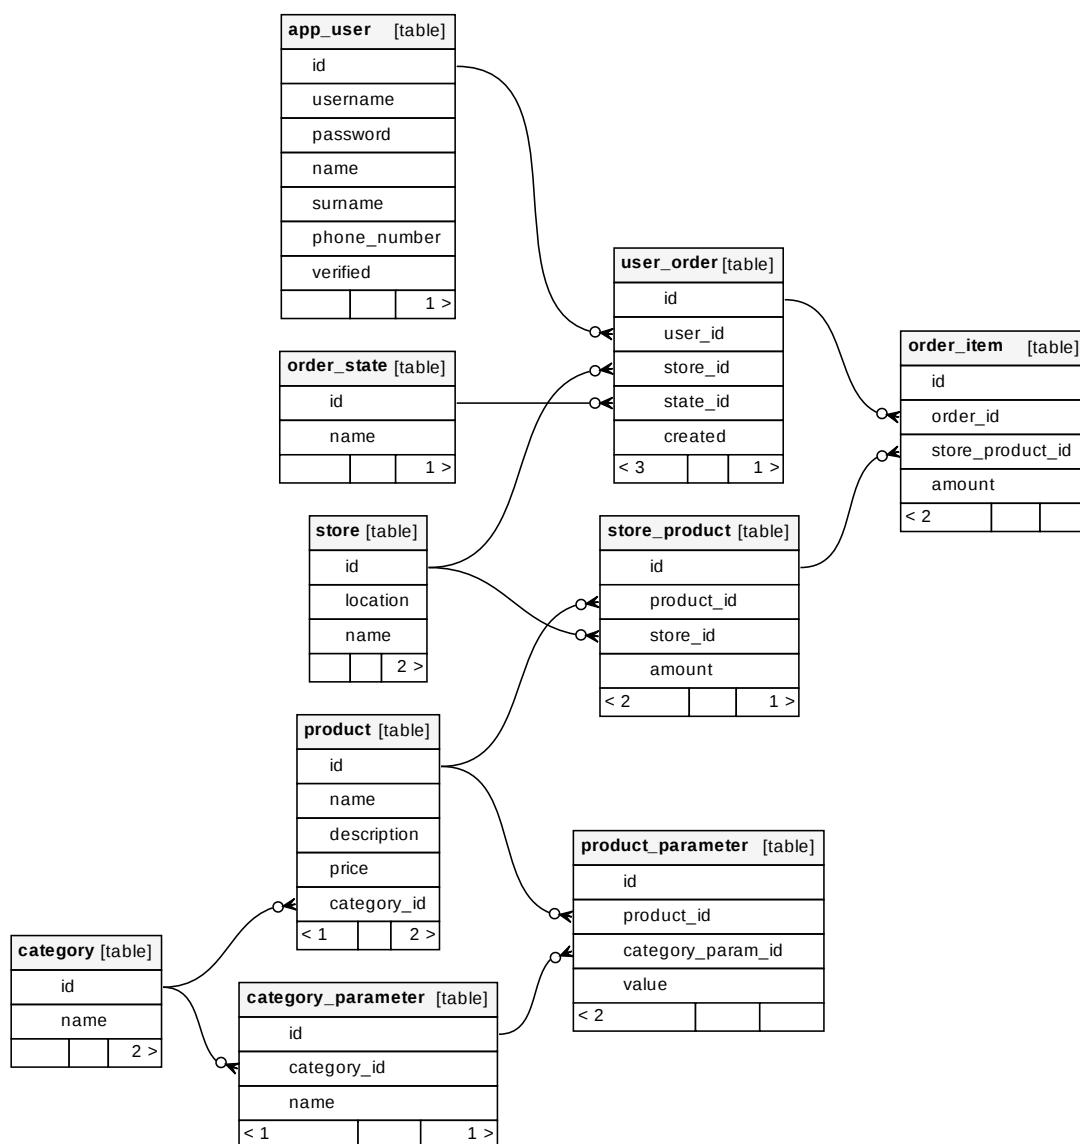 app_user [table]
id
username
password
name
surname
phone_number
verified
1 >
user_order [table]
id
user_id
store_id
state_id
created
< 3 1 >
order_item [table]
id
order_id
store_product_id
amount
< 2
order_state [table]
id
name
1 >
store [table]
id
location
name
2 >
store_product [table]
id
product_id
store_id
amount
< 2 1 >
product [table]
id
name
description
price
category_id
< 1 2 >
product_parameter [table]
id
product_id
category_param_id
value
< 2
category [table]
id
name
2 >
category_parameter [table]
id
category_id
name
< 1 1 >